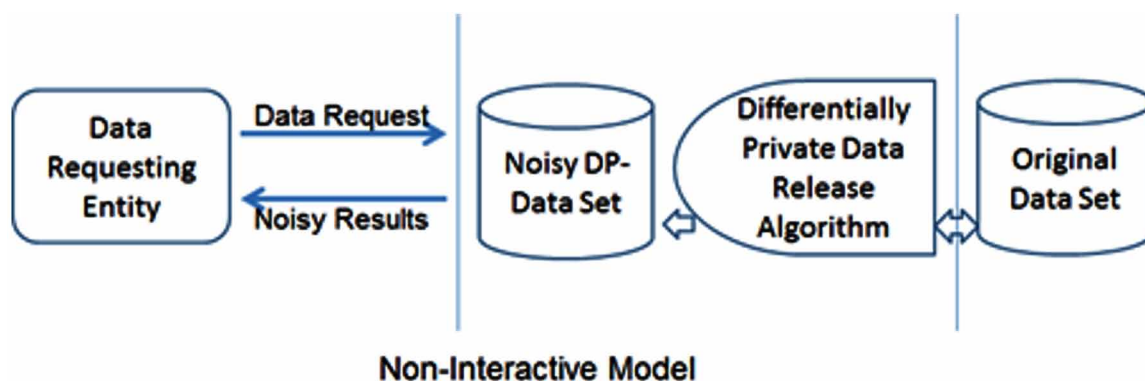 Data
Requesting
Entity
Data Request
Noisy Results
Noisy DP-
Data Set
Differentially
Private Data
Release
Algorithm
Original
Data Set
Non-Interactive Model